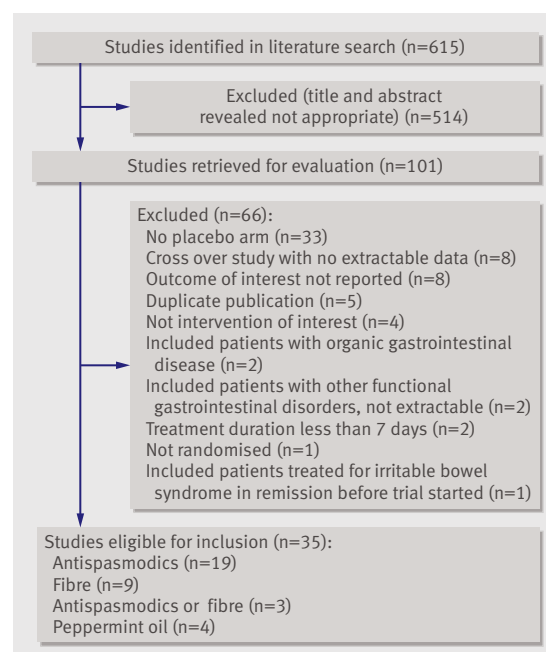 Studies identified in literature search (n=615)
Excluded (title and abstract
revealed not appropriate) (n=514)
Studies retrieved for evaluation (n=101)
Excluded (n=66):
No placebo arm (n=33)
Cross over study with no extractable data (n=8)
Outcome of interest not reported (n=8)
Duplicate publication (n=5)
Not intervention of interest (n=4)
Included patients with organic gastrointestinal
disease (n=2)
Included patients with other functional
gastrointestinal disorders, not extractable (n=2)
Treatment duration less than 7 days (n=2)
Not randomised (n=1)
Included patients treated for irritable bowel
syndrome in remission before trial started (n=1)
Studies eligible for inclusion (n=35):
Antispasmodics (n=19)
Fibre (n=9)
Antispasmodics or fibre (n=3)
Peppermint oil (n=4)